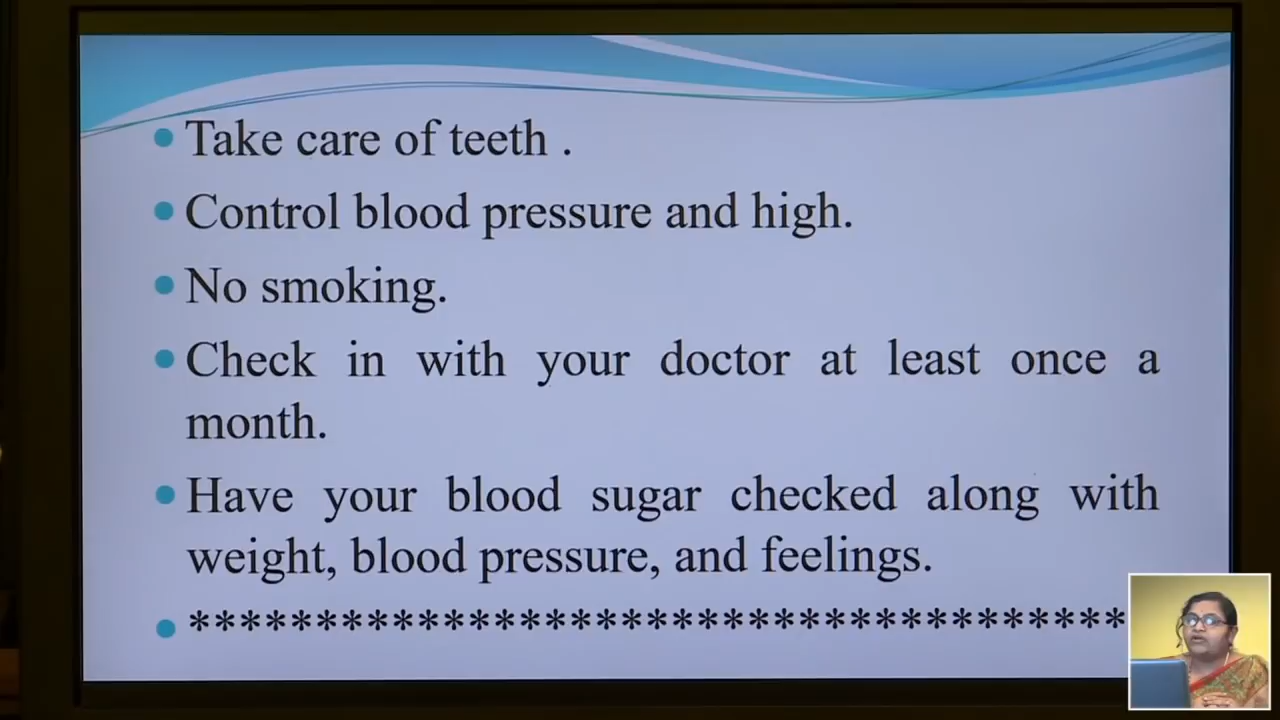 Take care of teeth .
Control blood pressure and high.
No smoking.
Check in with your doctor at least once a
month.
Have your blood sugar checked along with
weight, blood pressure, and feelings.
*************************************